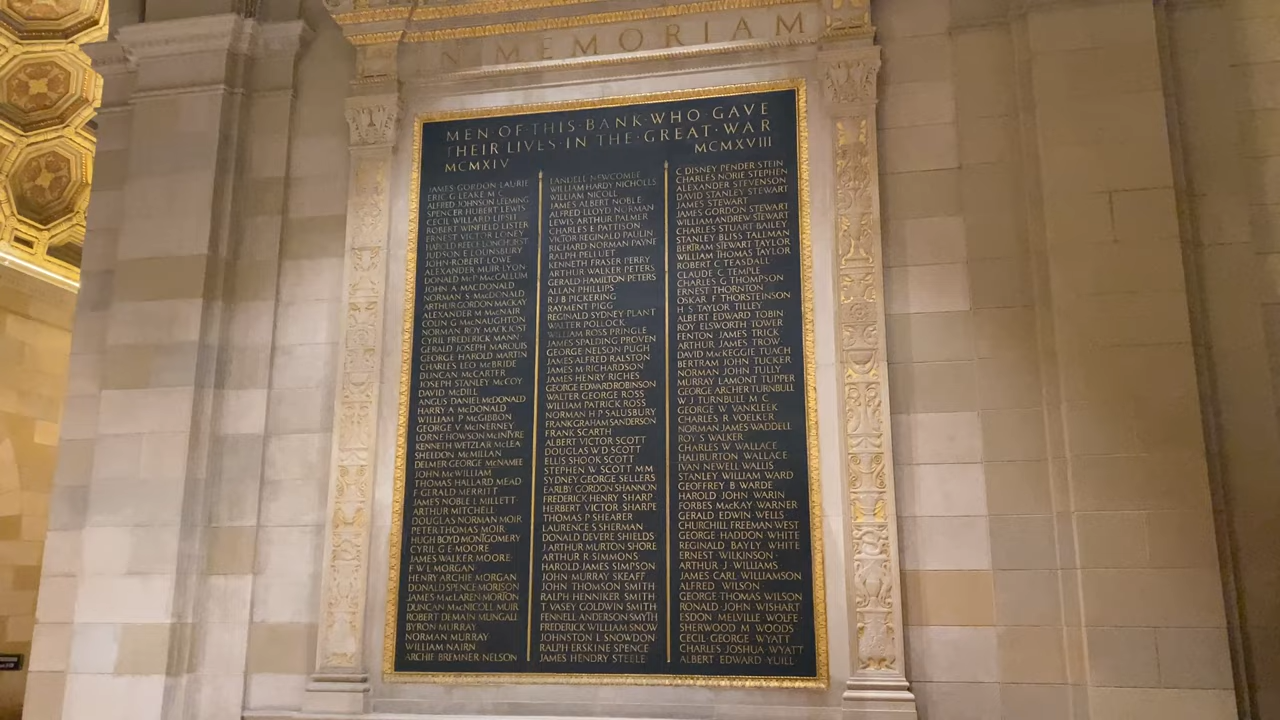 IN MEMORIAM
MEN·OF·THIS·BANK·WHO·GAVE
THEIR·LIVES·IN·THE·GREAT·WAR
MCMXIV MCMXVIII
JAMES GORDON LAURIE
ERIC G LEAKE M C
ALFRED JOHNSON LEEMING
SPENCER HUBERT LEWIS
CECIL WILLARD LIPSIT
ROBERT WINFIELD LISTER
ERNEST VICTOR LONEY
HAROLD REECE LONGHURST
JUDSON E LOUNSBURY
JOHN ROBERT LOWE
ALEXANDER MUIR LYON
DONALD McP MacCALLUM
JOHN A MACDONALD
NORMAN S MacDONALD
ARTHUR GORDON MACKAY
ALEXANDER M MacNAIR
COLIN G MacNAUGHTON
NORMAN ROY MACKJOST
CYRIL FREDERICK MANN
GERALD JOSEPH MARQUIS
GEORGE HAROLD MARTIN
CHARLES LEO McBRIDE
DUNCAN McCARTER
JOSEPH STANLEY McCOY
DAVID McDILL
ANGUS DANIEL McDONALD
HARRY A McDONALD
WILLIAM P McGIBBON
GEORGE V McINERNEY
LORNE HOWSON McINTYRE
KENNETH WETZLAR McLEA
SHELDON McMILLAN
DELMER GEORGE McNAMEE
JOHN McWILLIAM
THOMAS HALLARD MEAD
F GERALD MERRITT
JAMES NOBLE L MILLETT
ARTHUR MITCHELL
DOUGLAS NORMAN MOIR
PETER THOMAS MOIR
HUGH BOYD MONTGOMERY
CYRIL G E MOORE
JAMES WALKER MOORE
F W L MORGAN
HENRY ARCHIE MORGAN
DONALD SPENCE MORISON
JAMES MacLAREN MORTON
DUNCAN MacNICOLL MUIR
ROBERT DEMAIN MUNGALL
BYRON MURRAY
NORMAN MURRAY
WILLIAM NAIRN
ARCHIE BREMNER NELSON
LANDELL NEWCOMBE
WILLIAM HARDY NICHOLLS
WILLIAM NICOLL
JAMES ALBERT NOBLE
ALFRED LLOYD NORMAN
LEWIS ARTHUR PALMER
CHARLES E PATTISON
VICTOR REGINALD PAULIN
RICHARD NORMAN PAYNE
RALPH PELLUET
KENNETH FRASER PERRY
ARTHUR WALKER PETERS
GERALD HAMILTON PETERS
ALLAN PHILLIPS
R J B PICKERING
RAYMENT PIGG
REGINALD SYDNEY PLANT
WALTER POLLOCK
WILLIAM ROSS PRINGLE
JAMES SPALDING PROVEN
GEORGE NELSON PUGH
JAMES ALFRED RALSTON
JAMES M RICHARDSON
JAMES HENRY RICHES
GEORGE EDWARD ROBINSON
WALTER GEORGE ROSS
WILLIAM PATRICK ROSS
NORMAN H P SALUSBURY
FRANK GRAHAM SANDERSON
FRANK SCARTH
ALBERT VICTOR SCOTT
DOUGLAS W D SCOTT
ELLIS SHOOK SCOTT
STEPHEN W SCOTT M M
SYDNEY GEORGE SELLERS
EARLBY GORDON SHANNON
FREDERICK HENRY SHARP
HERBERT VICTOR SHARPE
THOMAS P SHEARER
LAURENCE S SHERMAN
DONALD DEVERE SHIELDS
J ARTHUR MURTON SHORE
ARTHUR R SIMMONS
HAROLD JAMES SIMPSON
JOHN MURRAY SKEAFF
JOHN THOMSON SMITH
RALPH HENNIKER SMITH
T VASEY GOLDWIN SMITH
FENNELL ANDERSON SMYTH
FREDERICK WILLIAM SNOW
JOHNSTON L SNOWDON
RALPH ERSKINE SPENCE
JAMES HENDRY STEELE
C DISNEY PENDER STEIN
CHARLES NORIE STEPHEN
ALEXANDER STEVENSON
DAVID STANLEY STEWART
JAMES STEWART
JAMES GORDON STEWART
WILLIAM ANDREW STEWART
CHARLES STUART BAILEY
STANLEY BLISS TALLMAN
BERTRAM STEWART TAYLOR
WILLIAM THOMAS TAYLOR
ROBERT C TEASDALL
CLAUDE C TEMPLE
CHARLES G THOMPSON
ERNEST THORNTON
OSKAR F THORSTEINSON
H S TAYLOR TILLEY
ALBERT EDWARD TOBIN
ROY ELSWORTH TOWER
FENTON JAMES TRICK
ARTHUR JAMES TROW
DAVID MacKEGGIE TUACH
BERTRAM JOHN TUCKER
NORMAN JOHN TULLY
MURRAY LAMONT TUPPER
GEORGE ARCHER TURNBULL
W J TURNBULL M C
GEORGE W VANKLEEK
CHARLES R VOELKER
NORMAN JAMES WADDELL
ROY S WALKER
CHARLES W WALLACE
HALIBURTON WALLACE
IVAN NEWELL WALLIS
STANLEY WILLIAM WARD
GEOFFREY B WARDE
HAROLD JOHN WARIN
FORBES McKAY WARNER
GERALD EDWIN WELLS
CHURCHILL FREEMAN WEST
GEORGE HADDON WHITE
REGINALD BAYLY WHITE
ERNEST WILKINSON
ARTHUR J WILLIAMS
JAMES CARL WILLIAMSON
ALFRED WILSON
GEORGE THOMAS WILSON
RONALD JOHN WISHART
ESDON MELVILLE WOLFE
SHERWOOD M WOODS
CECIL GEORGE WYATT
CHARLES JOSHUA WYATT
ALBERT EDWARD YUILL